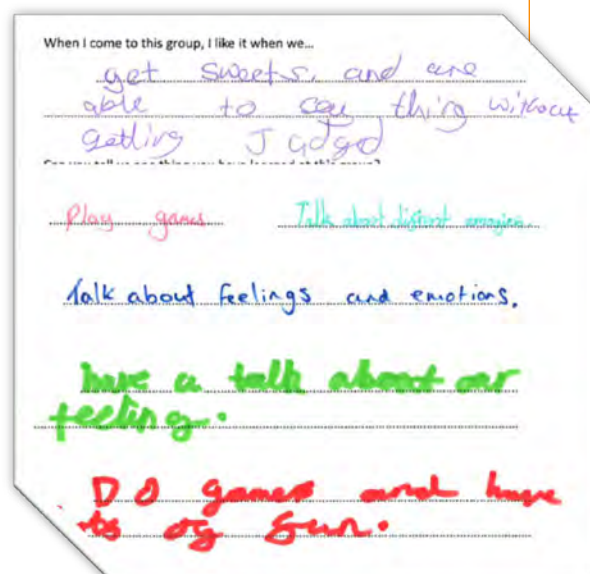 When I come to this group, I like it when we...
get sweets, and are
able to say thing without
getting Judged
Can you tell us one thing you have learned at this group?
Play games
Talk about
Talk about feelings and emotions.
have a talk about our
feeling.
DO games and have
fun.